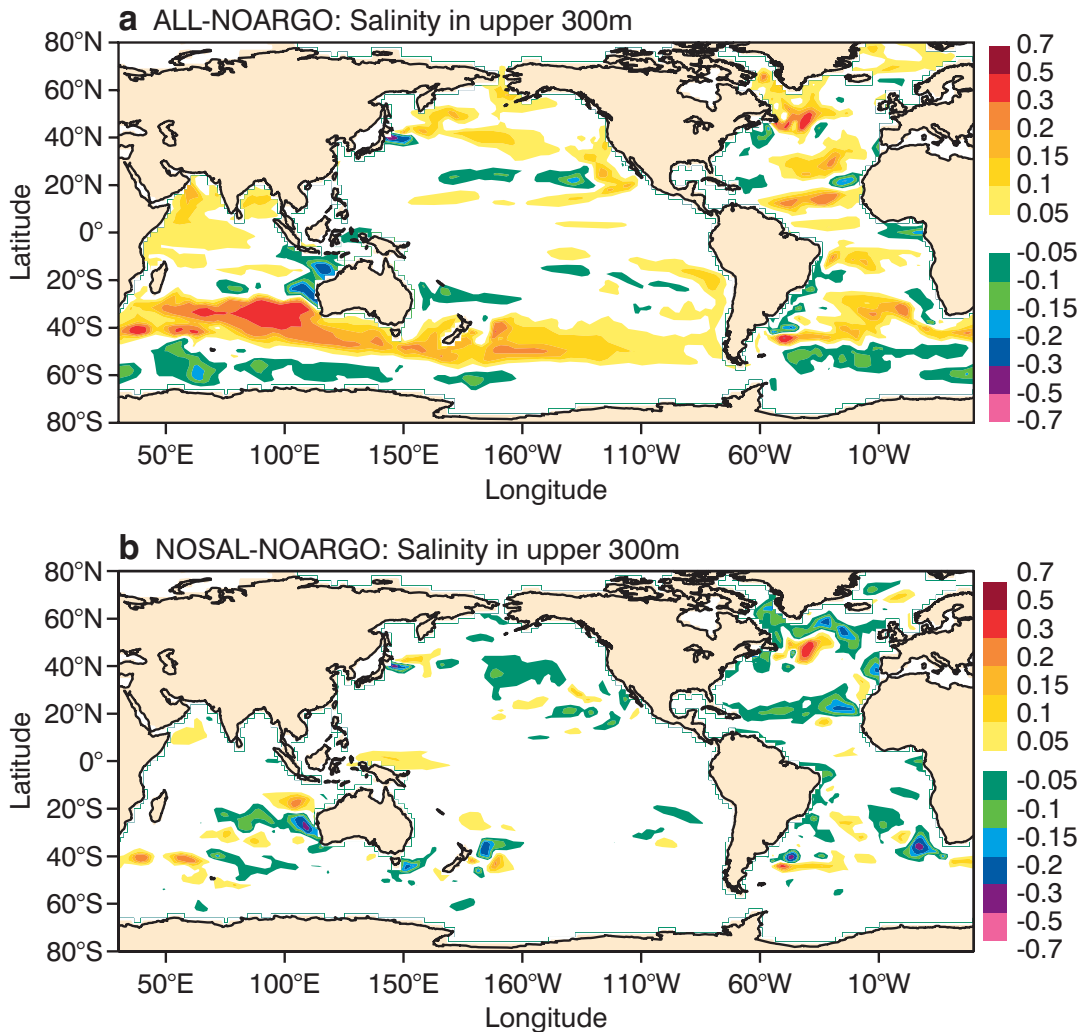 a ALL-NOARGO: Salinity in upper 300m
80°N
60°N
40°N
20°N
0°
20°S
40°S
60°S
80°S
Latitude
50°E 100°E 150°E 160°W 110°W 60°W 10°W
Longitude
0.7
0.5
0.3
0.2
0.15
0.1
0.05
-0.05
-0.1
-0.15
-0.2
-0.3
-0.5
-0.7
b NOSAL-NOARGO: Salinity in upper 300m
80°N
60°N
40°N
20°N
0°
20°S
40°S
60°S
80°S
Latitude
50°E 100°E 150°E 160°W 110°W 60°W 10°W
Longitude
0.7
0.5
0.3
0.2
0.15
0.1
0.05
-0.05
-0.1
-0.15
-0.2
-0.3
-0.5
-0.7